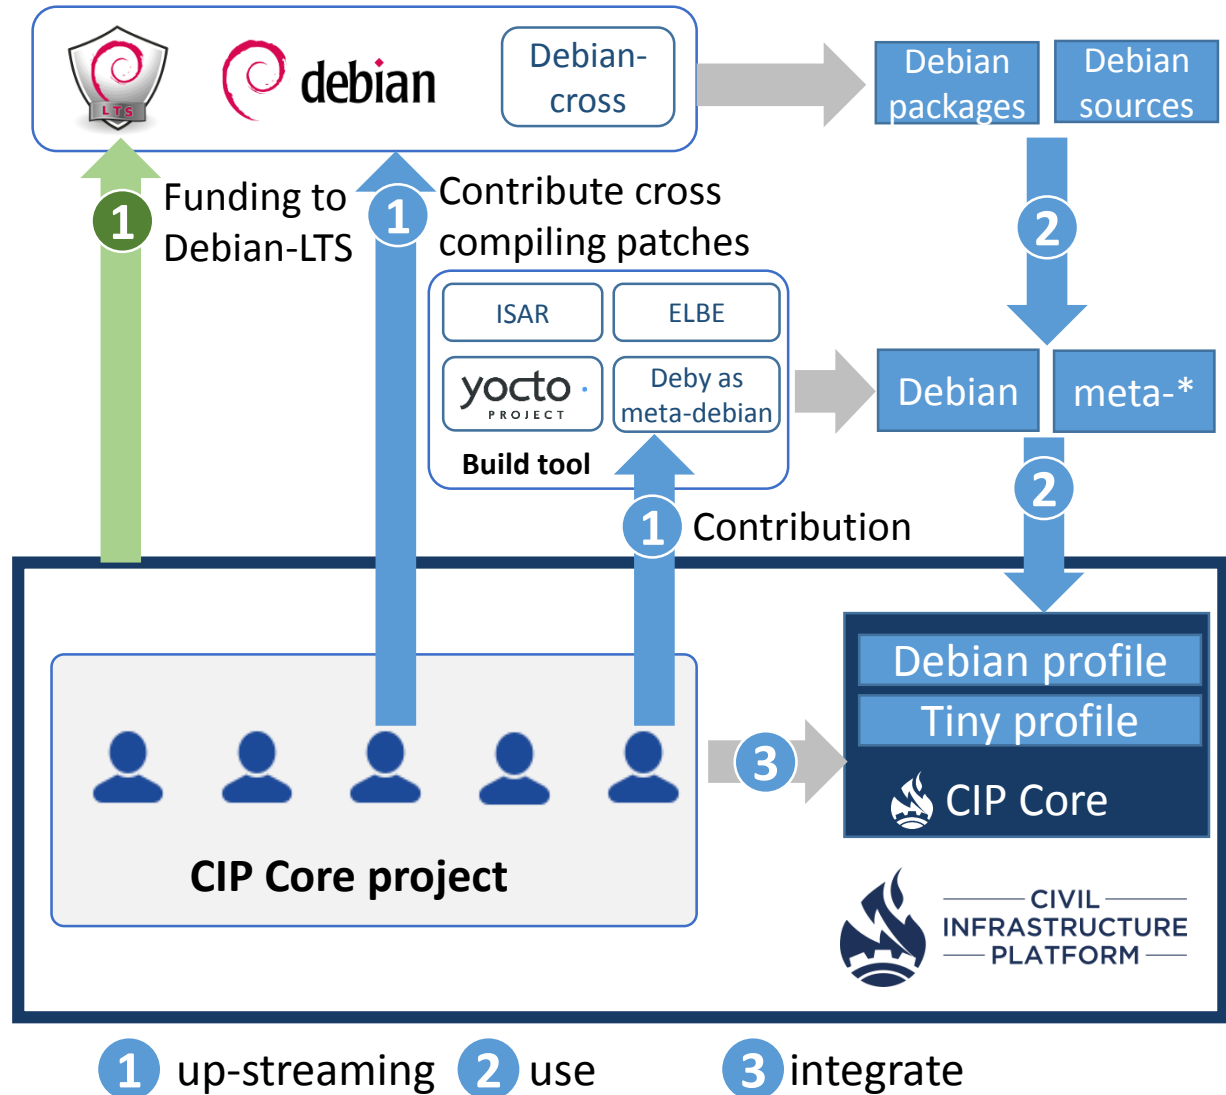 LTS
debian
Debian-
cross
Debian
packages
Debian
sources
1
Funding to
Debian-LTS
1
Contribute cross
compiling patches
2
ISAR
ELBE
yocto
PROJECT
Deby as
meta-debian
Build tool
Debian
meta-*
2
1
Contribution
Debian profile
Tiny profile
CIP Core
3
CIP Core project
CIVIL
INFRASTRUCTURE
PLATFORM
1 up-streaming
2 use
3 integrate